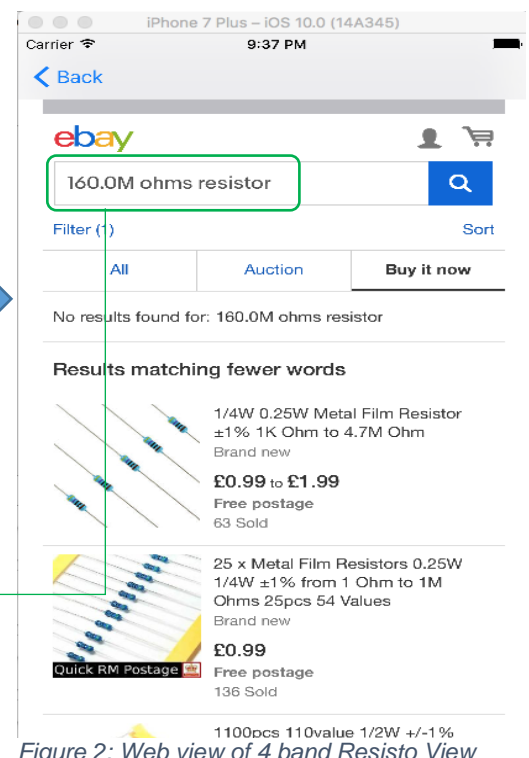 iPhone 7 Plus – iOS 10.0 (14A345)
Carrier 9:37 PM
Back
ebay
160.0M ohms resistor
Filter (1) Sort
All Auction Buy it now
No results found for: 160.0M ohms resistor
Results matching fewer words
1/4W 0.25W Metal Film Resistor
±1% 1K Ohm to 4.7M Ohm
Brand new
£0.99 to £1.99
Free postage
63 Sold
25 x Metal Film Resistors 0.25W
1/4W ±1% from 1 Ohm to 1M
Ohms 25pcs 54 Values
Brand new
£0.99
Quick RM Postage
Free postage
136 Sold
1100pcs 110value 1/2W +/-1%
Figure 2: Web view of 4 band Resisto View